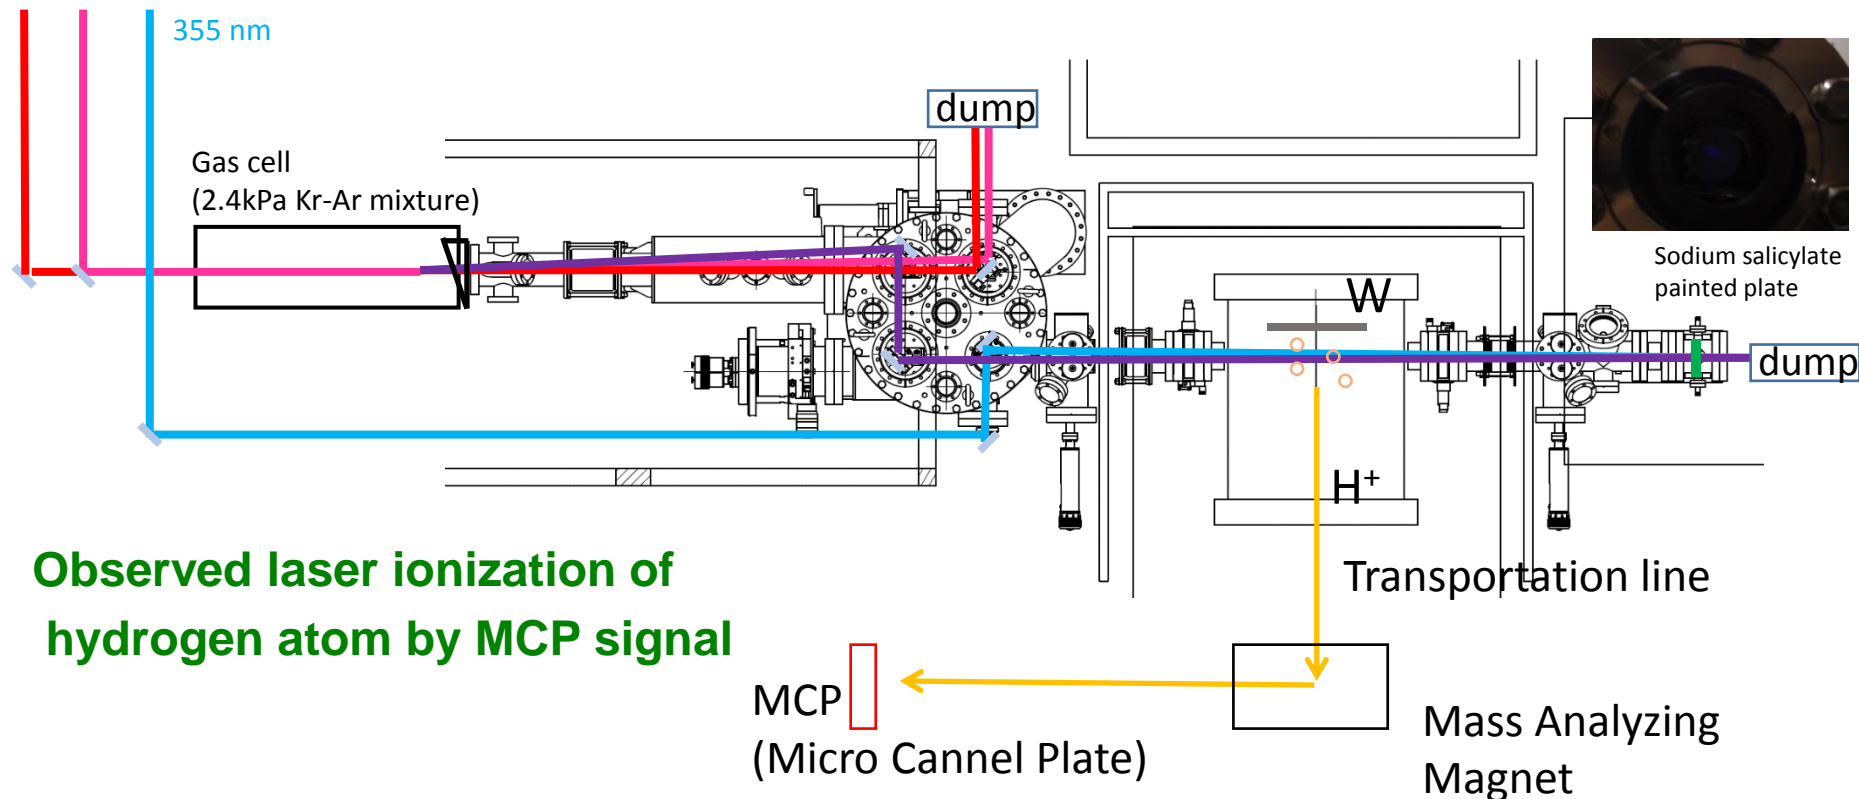 355 nm
dump
Gas cell
(2.4kPa Kr-Ar mixture)
Sodium salicylate
painted plate
W
dump
H⁺
Observed laser ionization of
hydrogen atom by MCP signal
Transportation line
MCP
(Micro Cannel Plate)
Mass Analyzing
Magnet